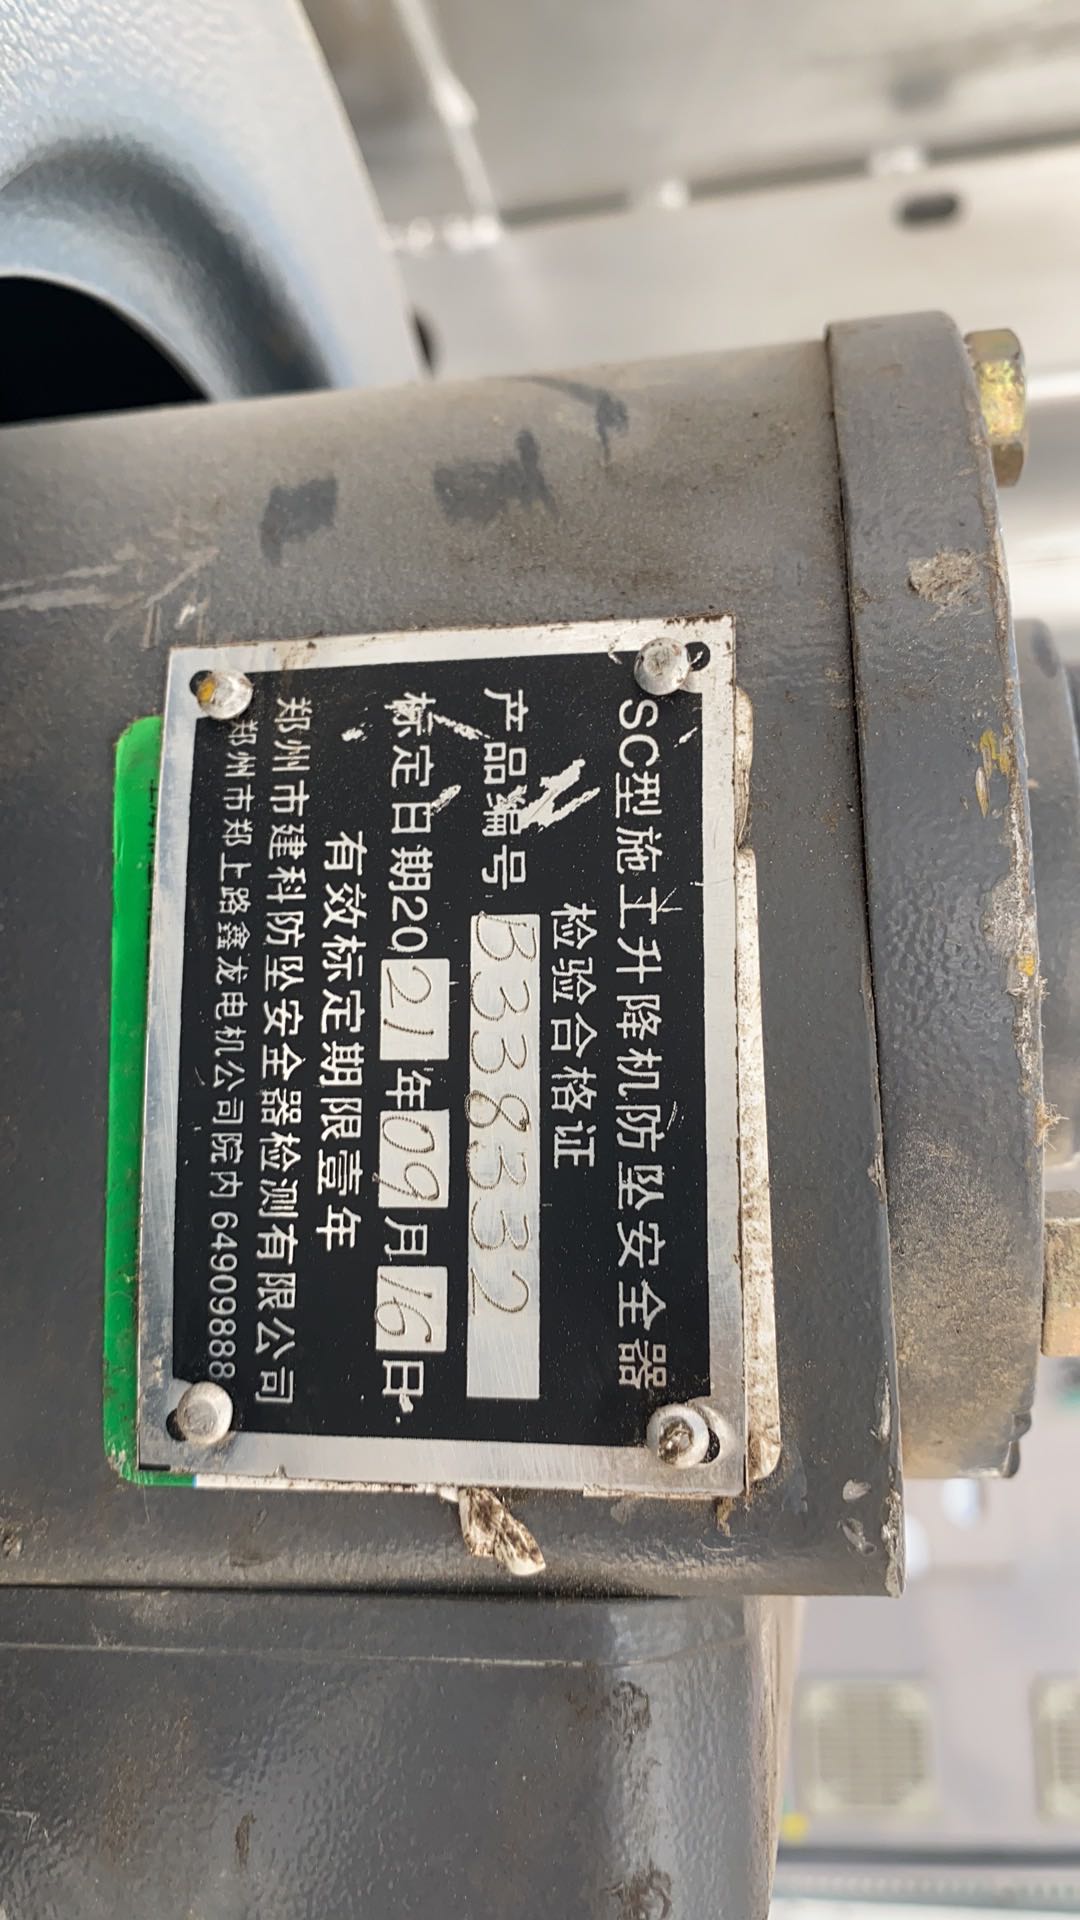 SC型施工升降机防坠安全器
检验合格证
产品编号 B338332
标定日期2021年09月16日
有效标定期限壹年
郑州市建科防坠安全器检测有限公司
郑州市郑上路鑫龙电机公司院内 64909888